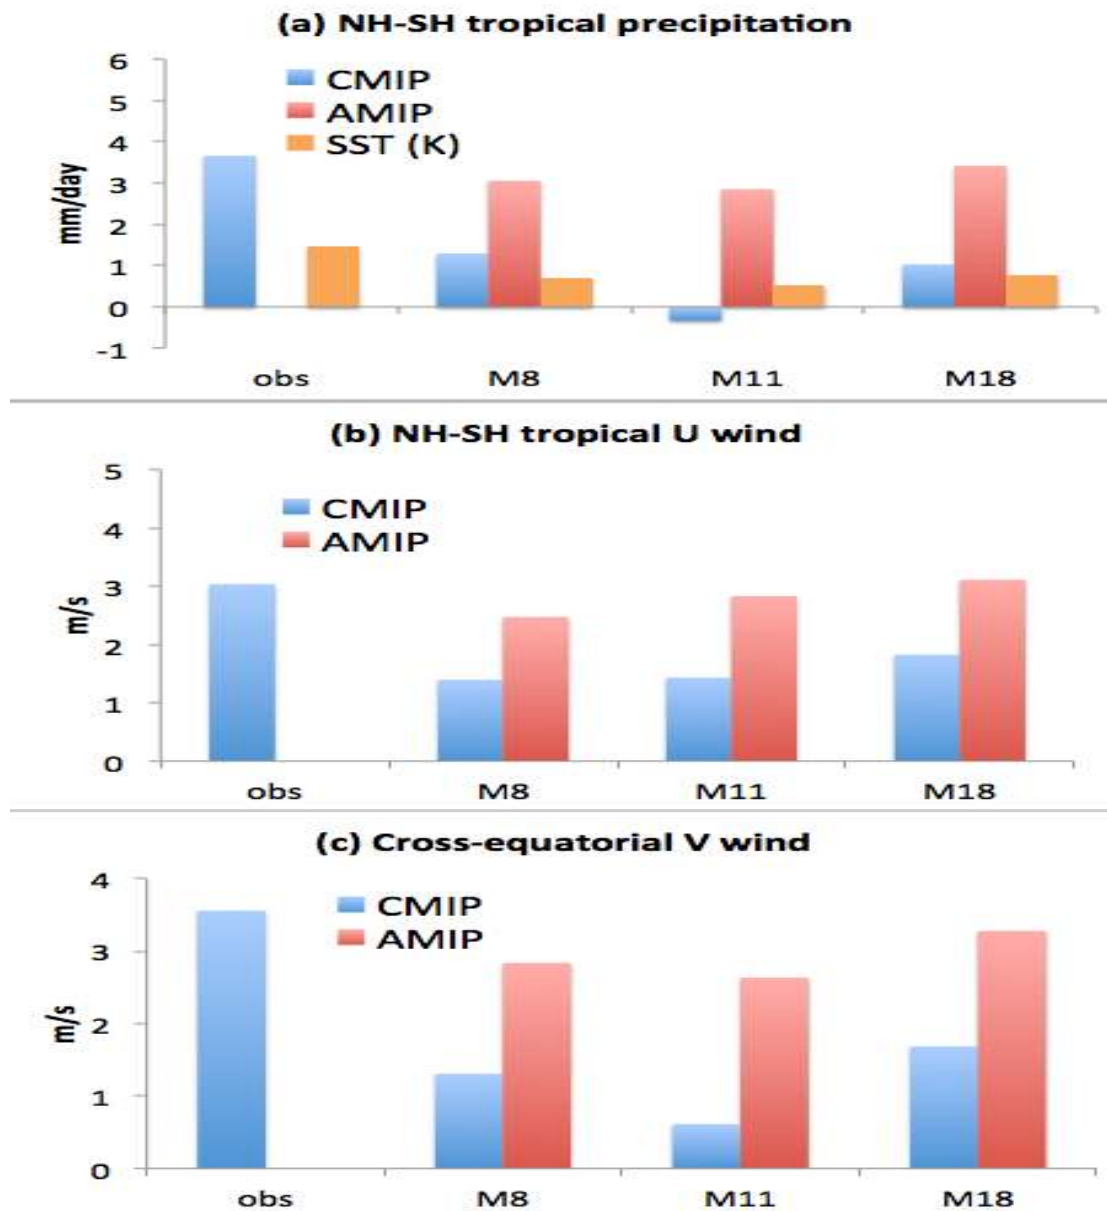 (a) NH-SH tropical precipitation
6
5
4
3
2
1
0
-1
mm/day
CMIP
AMIP
SST (K)
obs M8 M11 M18
(b) NH-SH tropical U wind
5
4
3
2
1
0
m/s
CMIP
AMIP
obs M8 M11 M18
(c) Cross-equatorial V wind
4
3
2
1
0
m/s
CMIP
AMIP
obs M8 M11 M18